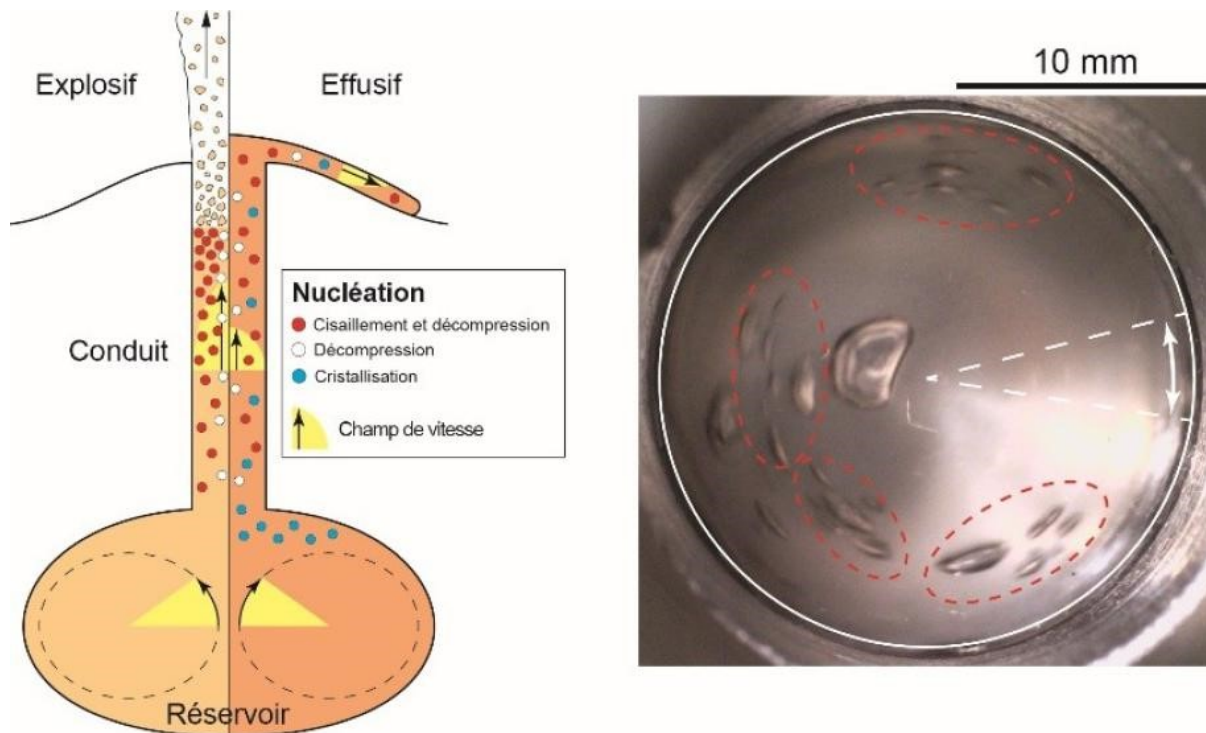 Explosif
Effusif
Conduit
Nucléation
Cisaillement et décompression
Décompression
Cristallisation
Champ de vitesse
Réservoir
10 mm